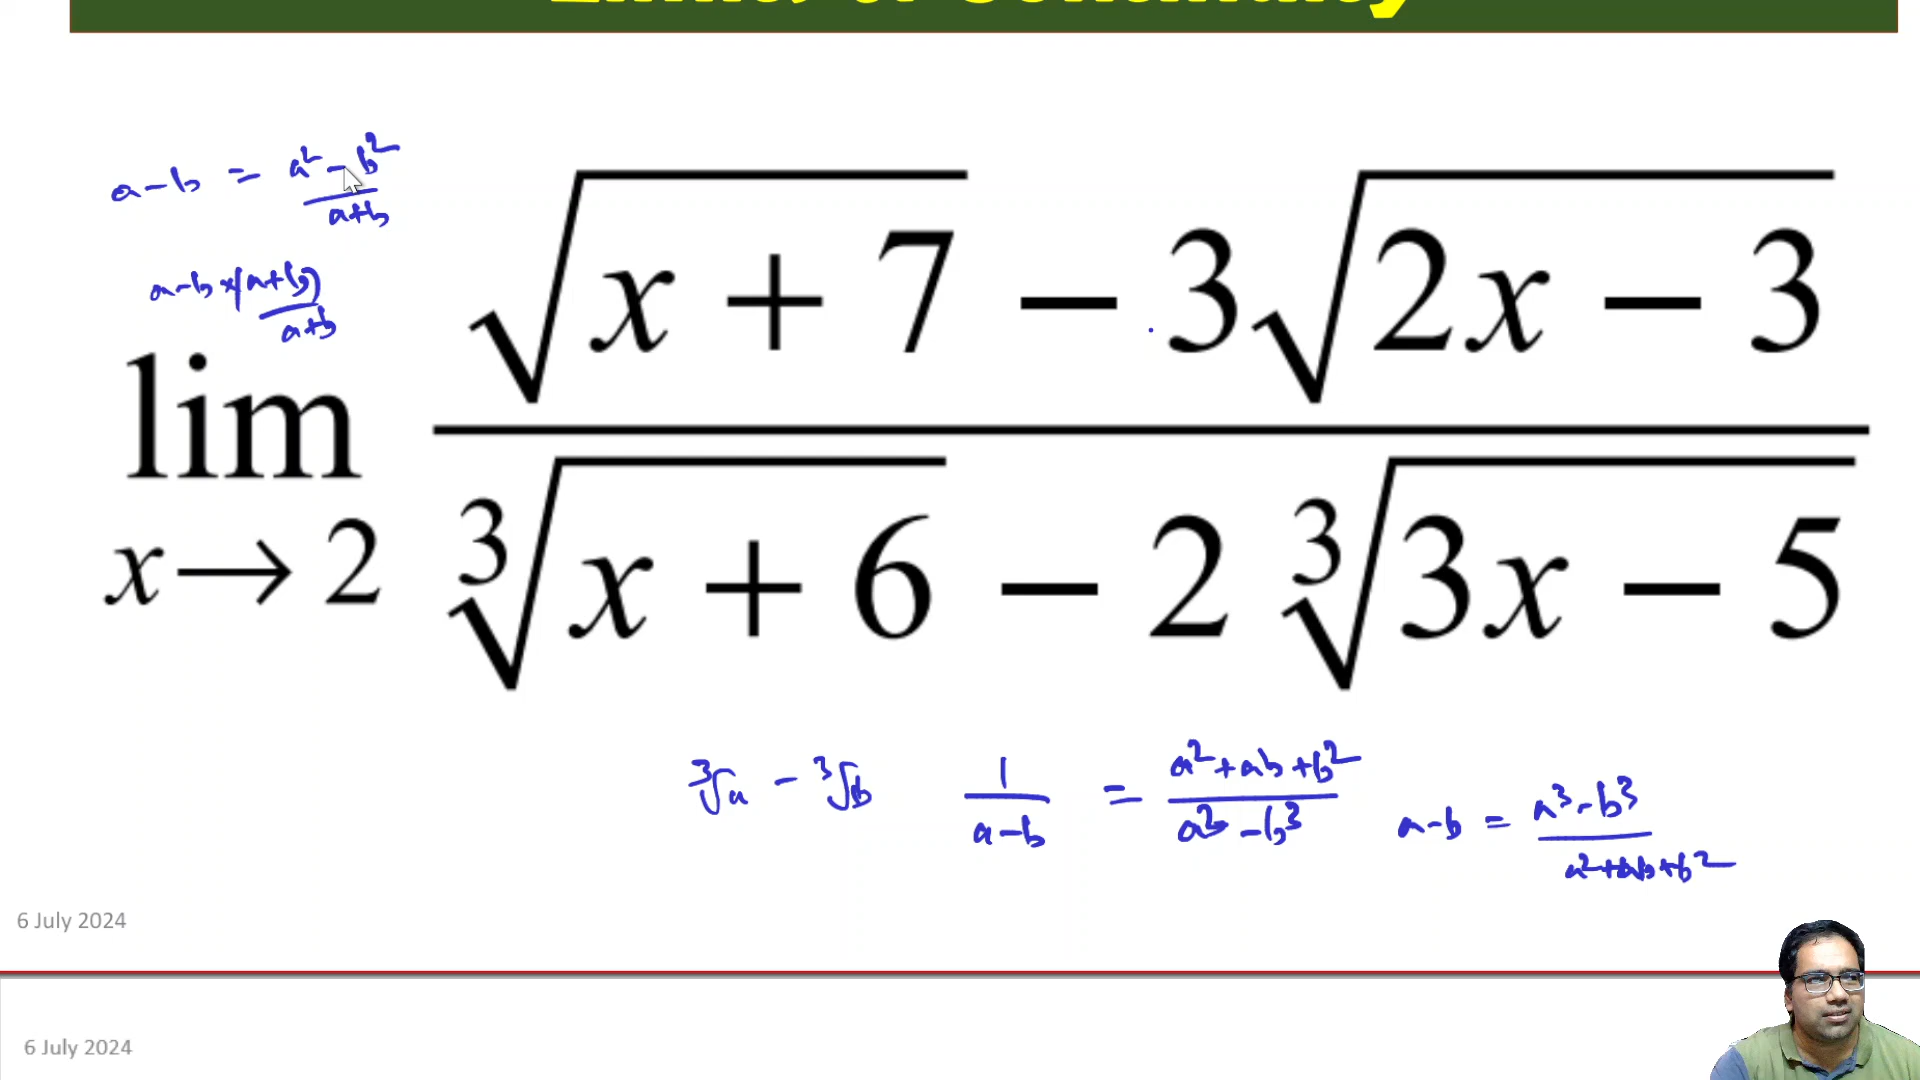 a-b = a² - b² / a+b
a-b × (a+b) / a+b
lim x→2 √(x + 7) − 3√(2x − 3) / ∛(x + 6) − 2 ∛(3x − 5)
∛a - ∛b 1 / a-b = a²+ab+b² / a³-b³ a-b = a³-b³ / a²+ab+b²
6 July 2024
6 July 2024